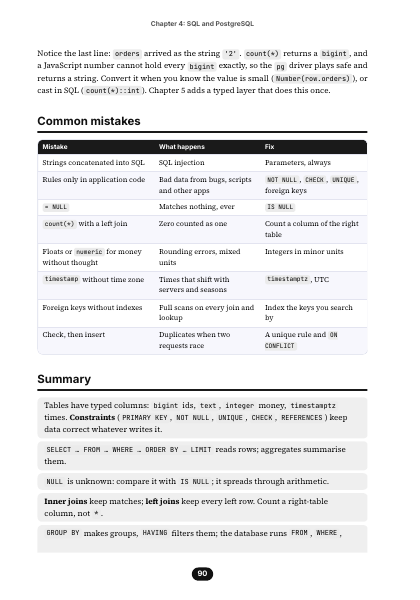 Chapter 4: SQL and PostgreSQL
Notice the last line: orders arrived as the string '2'. count(*) returns a bigint, and
a JavaScript number cannot hold every bigint exactly, so the pg driver plays safe and
returns a string. Convert it when you know the value is small (Number(row.orders)), or
cast in SQL (count(*)::int). Chapter 5 adds a typed layer that does this once.
Common mistakes
Mistake What happens Fix
Strings concatenated into SQL SQL injection Parameters, always
Rules only in application code Bad data from bugs, scripts and other apps NOT NULL, CHECK, UNIQUE, foreign keys
= NULL Matches nothing, ever IS NULL
count(*) with a left join Zero counted as one Count a column of the right table
Floats or numeric for money without thought Rounding errors, mixed units Integers in minor units
timestamp without time zone Times that shift with servers and seasons timestamptz, UTC
Foreign keys without indexes Full scans on every join and lookup Index the keys you search by
Check, then insert Duplicates when two requests race A unique rule and ON CONFLICT
Summary
Tables have typed columns: bigint ids, text, integer money, timestamptz
times. Constraints (PRIMARY KEY, NOT NULL, UNIQUE, CHECK, REFERENCES) keep
data correct whatever writes it.
SELECT … FROM … WHERE … ORDER BY … LIMIT reads rows; aggregates summarise
them.
NULL is unknown: compare it with IS NULL; it spreads through arithmetic.
Inner joins keep matches; left joins keep every left row. Count a right-table
column, not *.
GROUP BY makes groups, HAVING filters them; the database runs FROM, WHERE,
90